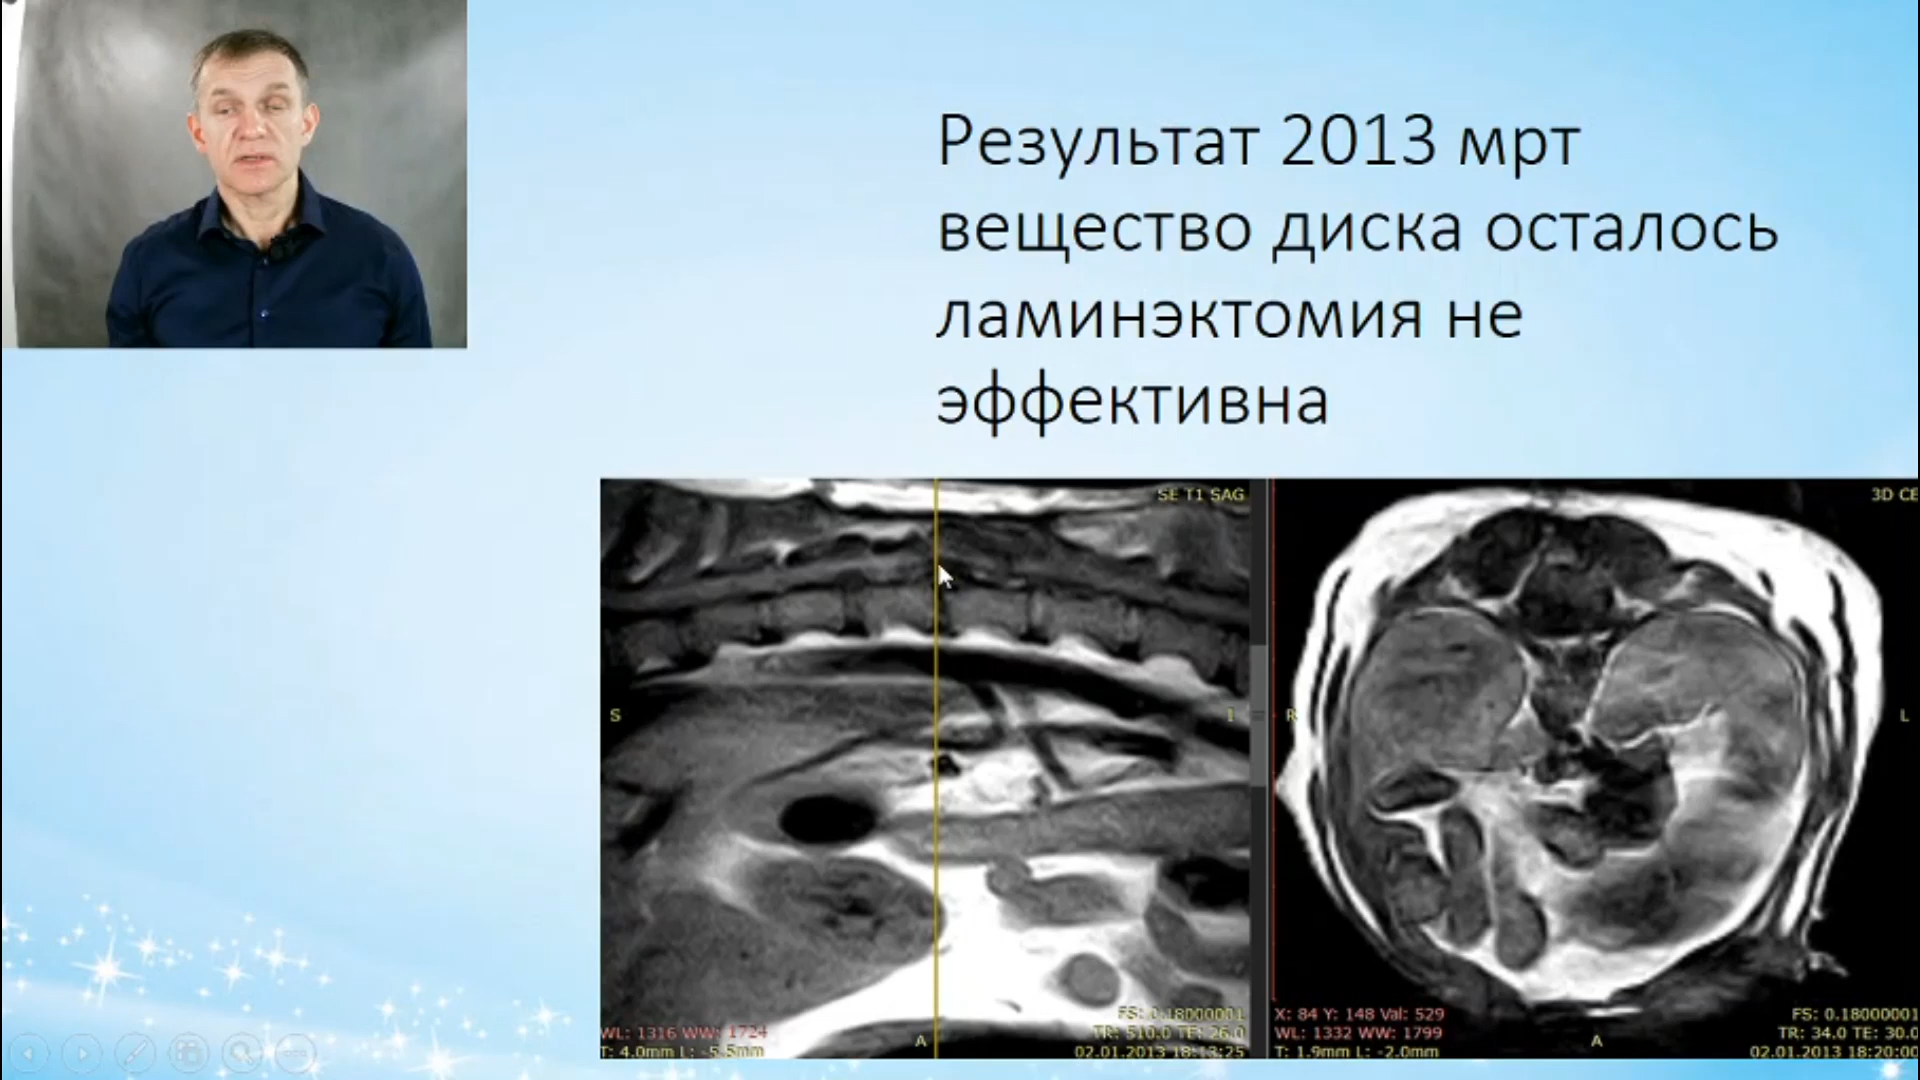 Результат 2013 мрт
вещество диска осталось
ламинэктомия не
эффективна
SE T1 SAG
3D CE
S
I
R
L
FS: 0.18000001
WL: 1316 WW: 1724
TR: 510.0 TE: 26.0
T: 4.0mm L: -5.5mm
A
02.01.2013 18:13:25
X: 84 Y: 148 Val: 529
FS: 0.18000001
WL: 1332 WW: 1799
TR: 34.0 TE: 30.0
T: 1.9mm L: -2.0mm
A
02.01.2013 18:20:00